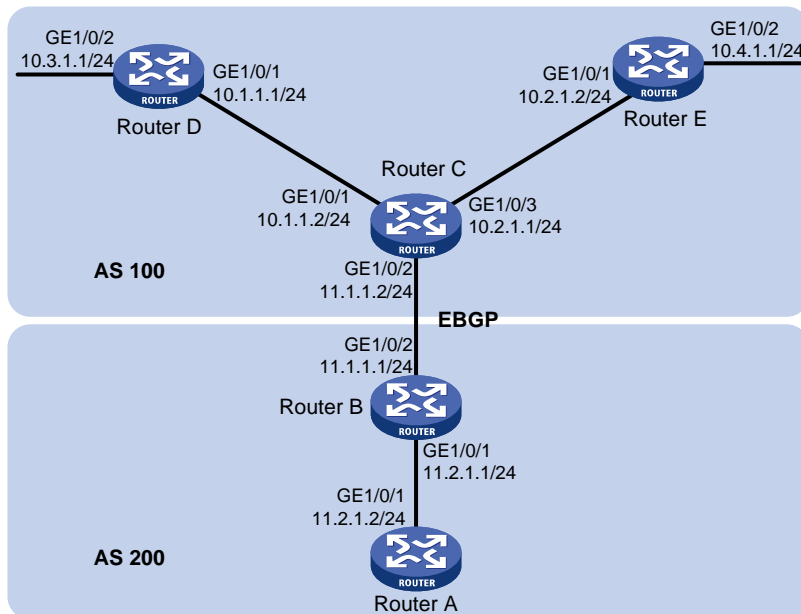 GE1/0/2
10.3.1.1/24
GE1/0/1
10.1.1.1/24
ROUTER
Router D
GE1/0/2
10.4.1.1/24
GE1/0/1
10.2.1.2/24
ROUTER
Router E
Router C
GE1/0/1
10.1.1.2/24
ROUTER
GE1/0/3
10.2.1.1/24
AS 100
GE1/0/2
11.1.1.2/24
EBGP
GE1/0/2
11.1.1.1/24
Router B
ROUTER
GE1/0/1
11.2.1.1/24
GE1/0/1
11.2.1.2/24
AS 200
ROUTER
Router A